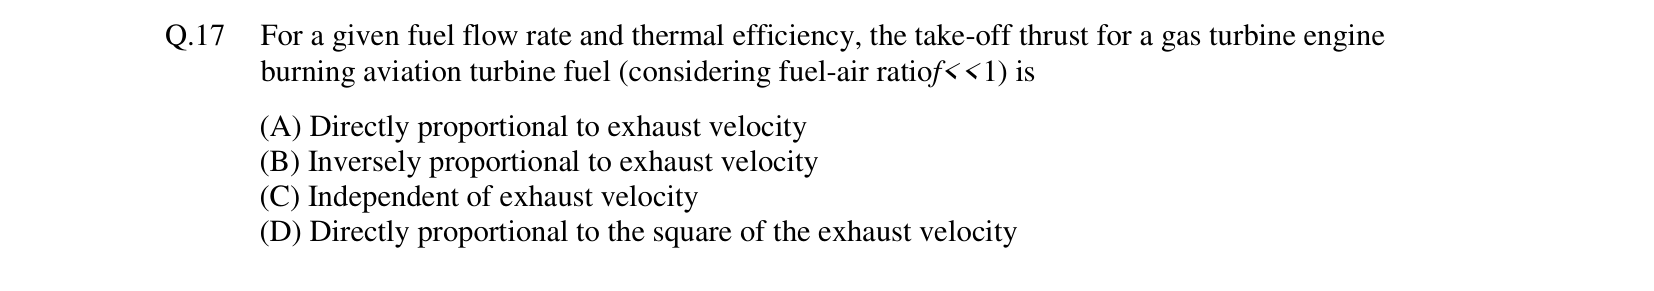 Q.17 For a given fuel flow rate and thermal efficiency, the take-off thrust for a gas turbine engine
burning aviation turbine fuel (considering fuel-air ratiof<<1) is
(A) Directly proportional to exhaust velocity
(B) Inversely proportional to exhaust velocity
(C) Independent of exhaust velocity
(D) Directly proportional to the square of the exhaust velocity